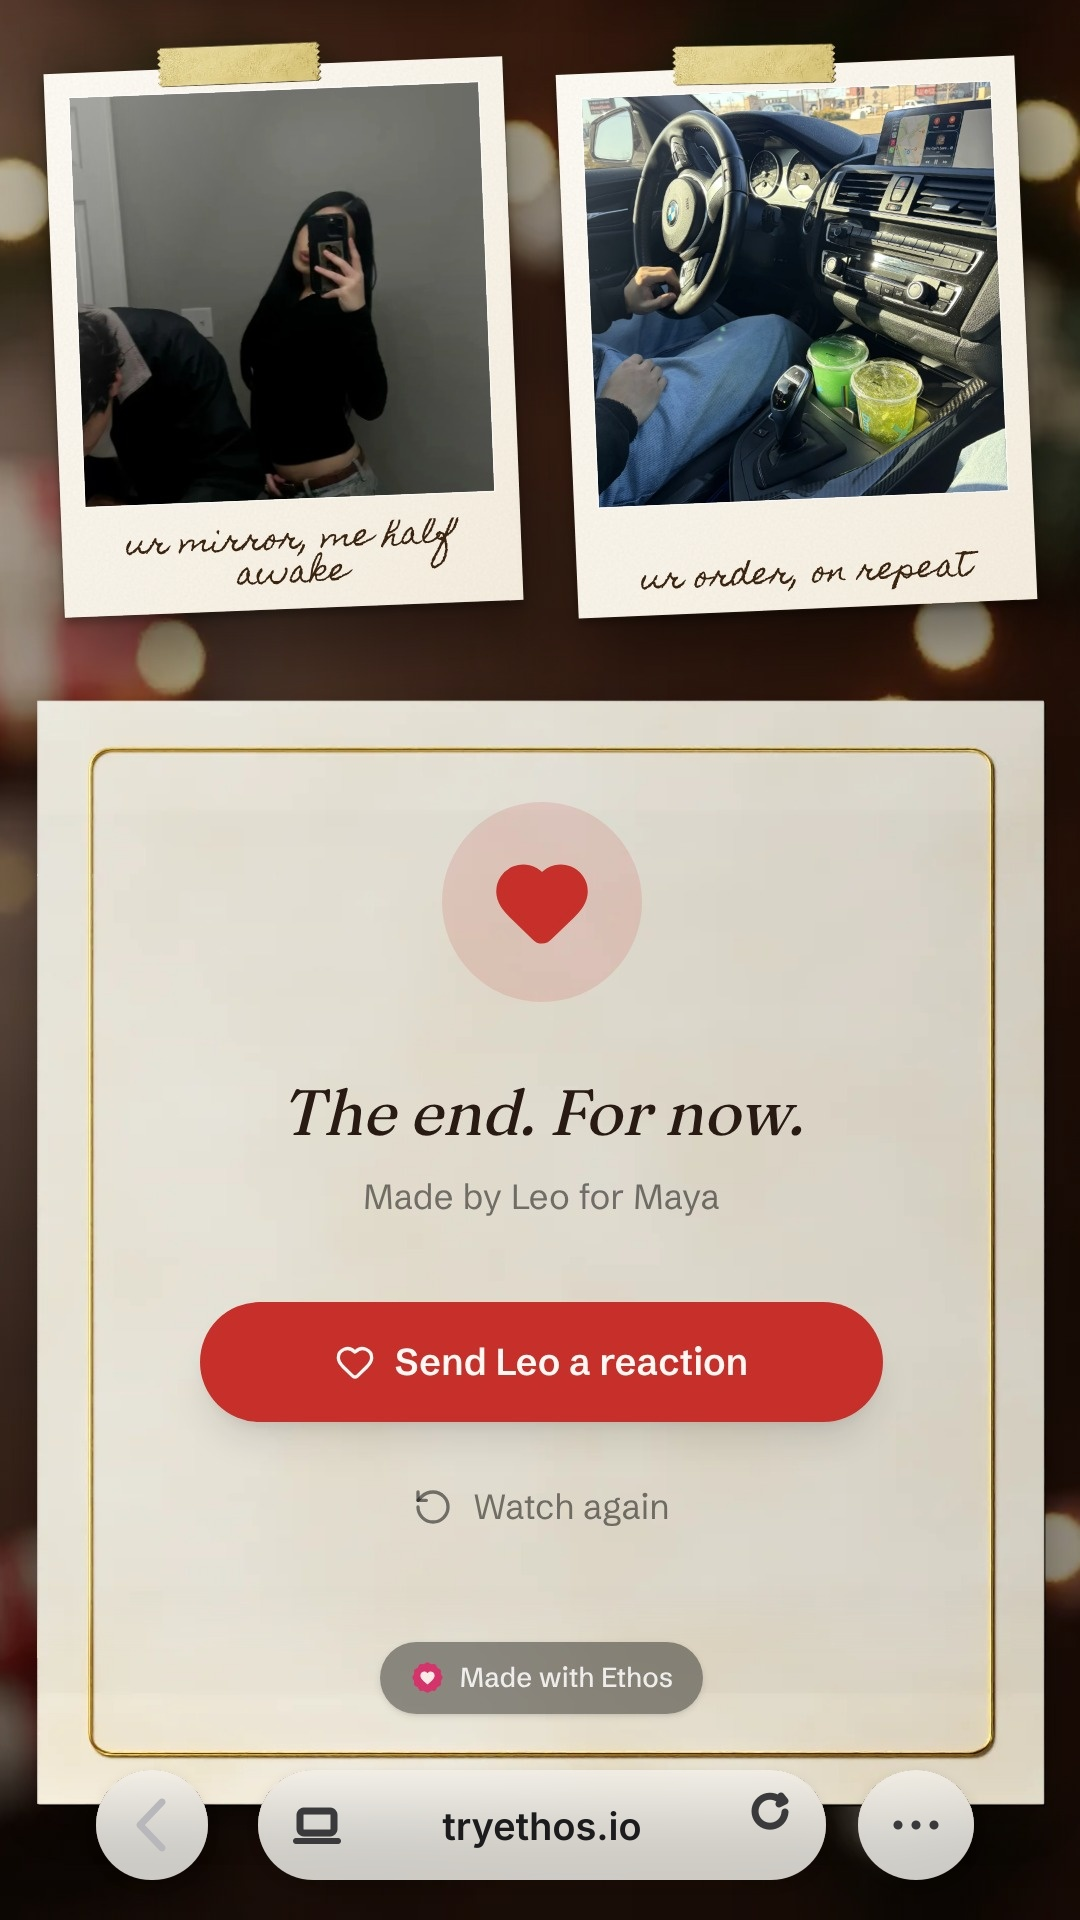 ur mirror, me half
awake
ur order, on repeat
The end. For now.
Made by Leo for Maya
Send Leo a reaction
Watch again
Made with Ethos
tryethos.io